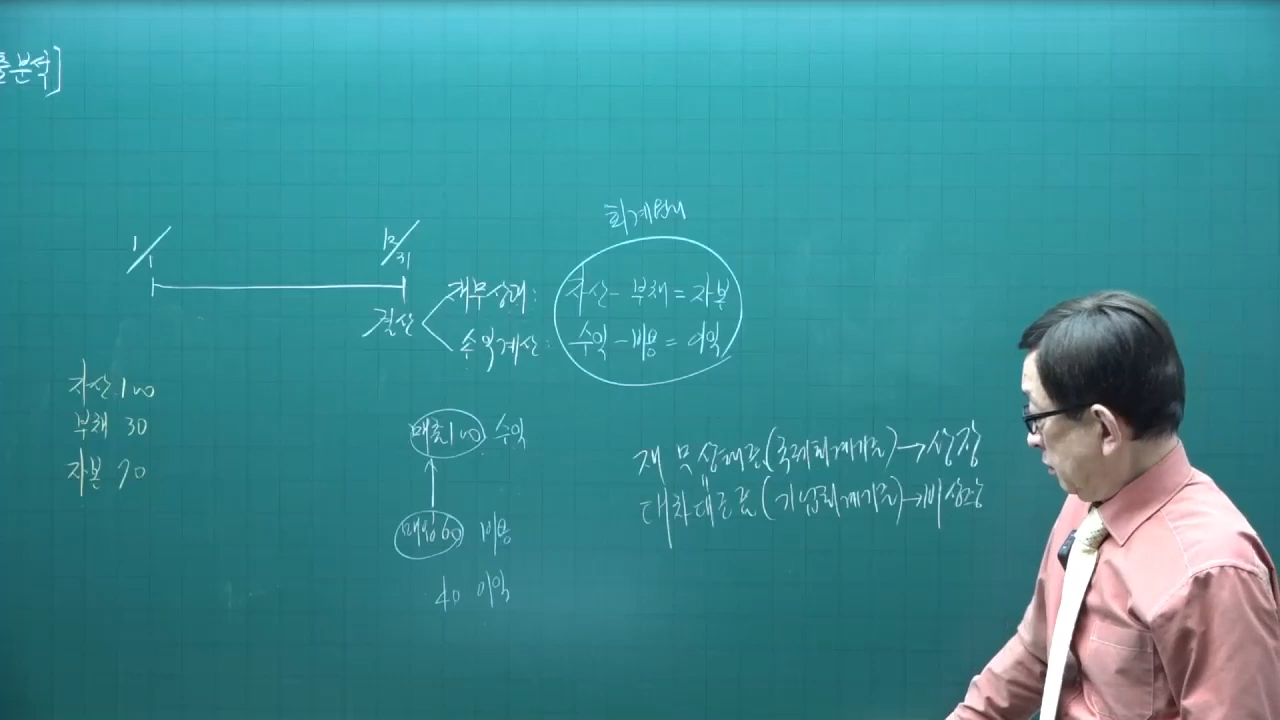 출분석]
회계범위
1/1
12/31
결산
재무상태: 자산 - 부채 = 자본
수익계산: 수익 - 비용 = 이익
자산 100
부채 30
자본 70
매출 100 수익
매입 60 비용
40 이익
재무상태표(국제회계기준)→상장
"
대차대조표(기업회계기준)→비상장